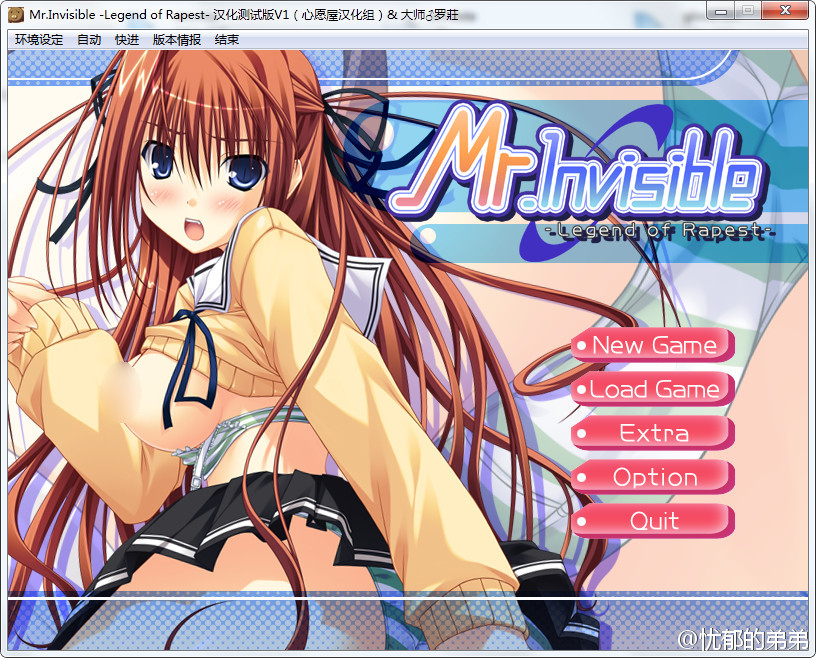 Mr.Invisible -Legend of Rapest- 汉化测试版V1（心愿屋汉化组）& 大师♂罗莊
环境设定 自动 快进 版本情报 结束
Mr.Invisible
-Legend of Rapest-
New Game
Load Game
Extra
Option
Quit
@忧郁的弟弟